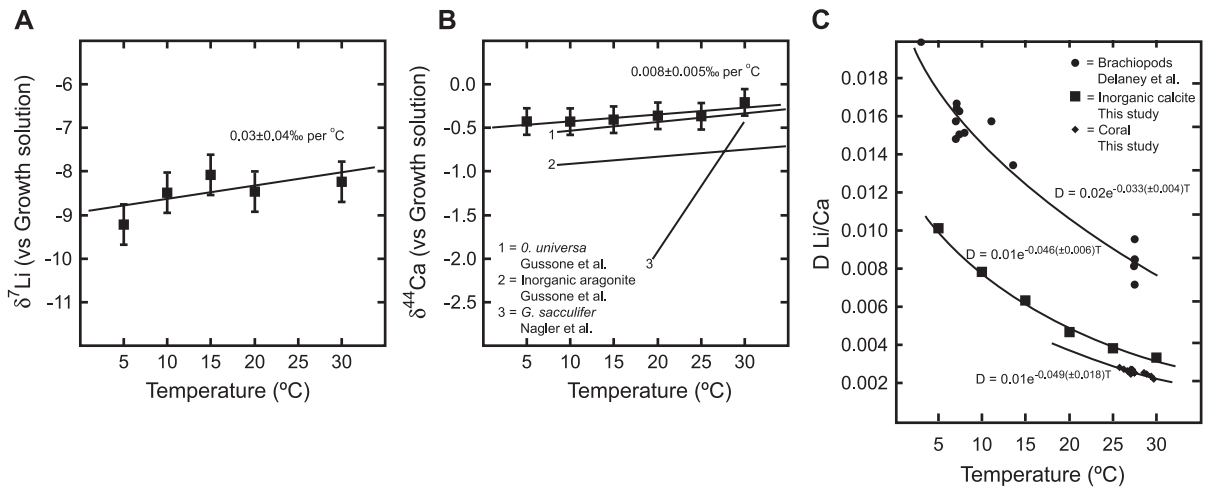 A
-6
-7
-8
-9
-10
-11
0.03±0.04‰ per °C
5 10 15 20 30
Temperature (ºC)
δ7Li (vs Growth solution)
B
0.0
-0.5
-1.0
-1.5
-2.0
-2.5
0.008±0.005‰ per °C
1
2
3
1 = O. universa
Gussone et al.
2 = Inorganic aragonite
Gussone et al.
3 = G. sacculifer
Nagler et al.
5 10 15 20 25 30
Temperature (ºC)
δ44Ca (vs Growth solution)
C
0.018
0.016
0.014
0.012
0.010
0.008
0.006
0.004
0.002
= Brachiopods
Delaney et al.
= Inorganic calcite
This study
= Coral
This study
D = 0.02e-0.033(±0.004)T
D = 0.01e-0.046(±0.006)T
D = 0.01e-0.049(±0.018)T
5 10 15 20 25 30
Temperature (ºC)
D Li/Ca